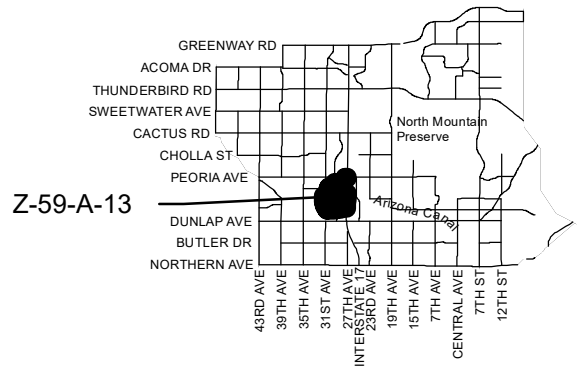 GREENWAY RD
ACOMA DR
THUNDERBIRD RD
SWEETWATER AVE
CACTUS RD
CHOLLA ST
PEORIA AVE
DUNLAP AVE
BUTLER DR
NORTHERN AVE
North Mountain
Preserve
Arizona Canal
Z-59-A-13
43RD AVE
39TH AVE
35TH AVE
31ST AVE
27TH AVE
INTERSTATE 17
23RD AVE
19TH AVE
15TH AVE
7TH AVE
CENTRAL AVE
7TH ST
12TH ST